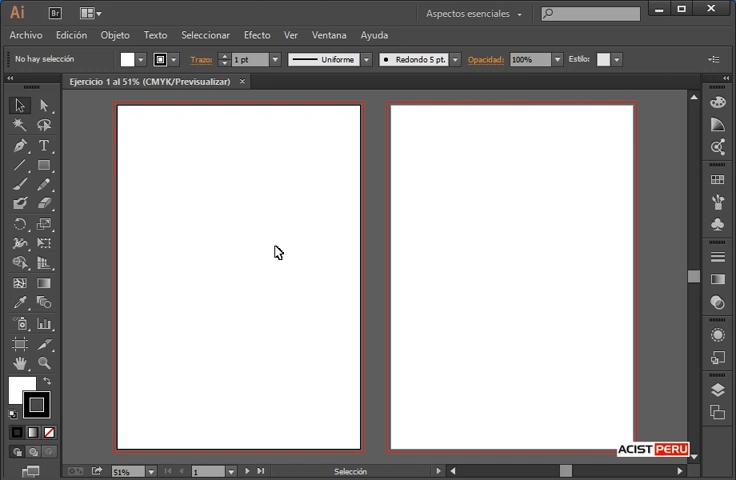 Ai Br Aspectos esenciales
Archivo Edición Objeto Texto Seleccionar Efecto Ver Ventana Ayuda
No hay selección Trazo: 1 pt Uniforme Redondo 5 pt. Opacidad: 100% Estilo:
Ejercicio 1 al 51% (CMYK/Previsualizar) ×
T
ACIST PERU
51% 1 Selección